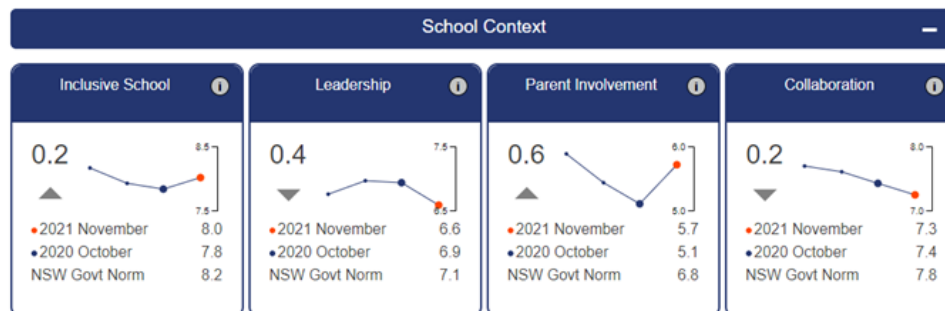 School Context
Inclusive School
0.2
8.5
7.5
2021 November 8.0
2020 October 7.8
NSW Govt Norm 8.2
Leadership
0.4
7.5
6.5
2021 November 6.6
2020 October 6.9
NSW Govt Norm 7.1
Parent Involvement
0.6
6.0
5.0
2021 November 5.7
2020 October 5.1
NSW Govt Norm 6.8
Collaboration
0.2
8.0
7.0
2021 November 7.3
2020 October 7.4
NSW Govt Norm 7.8